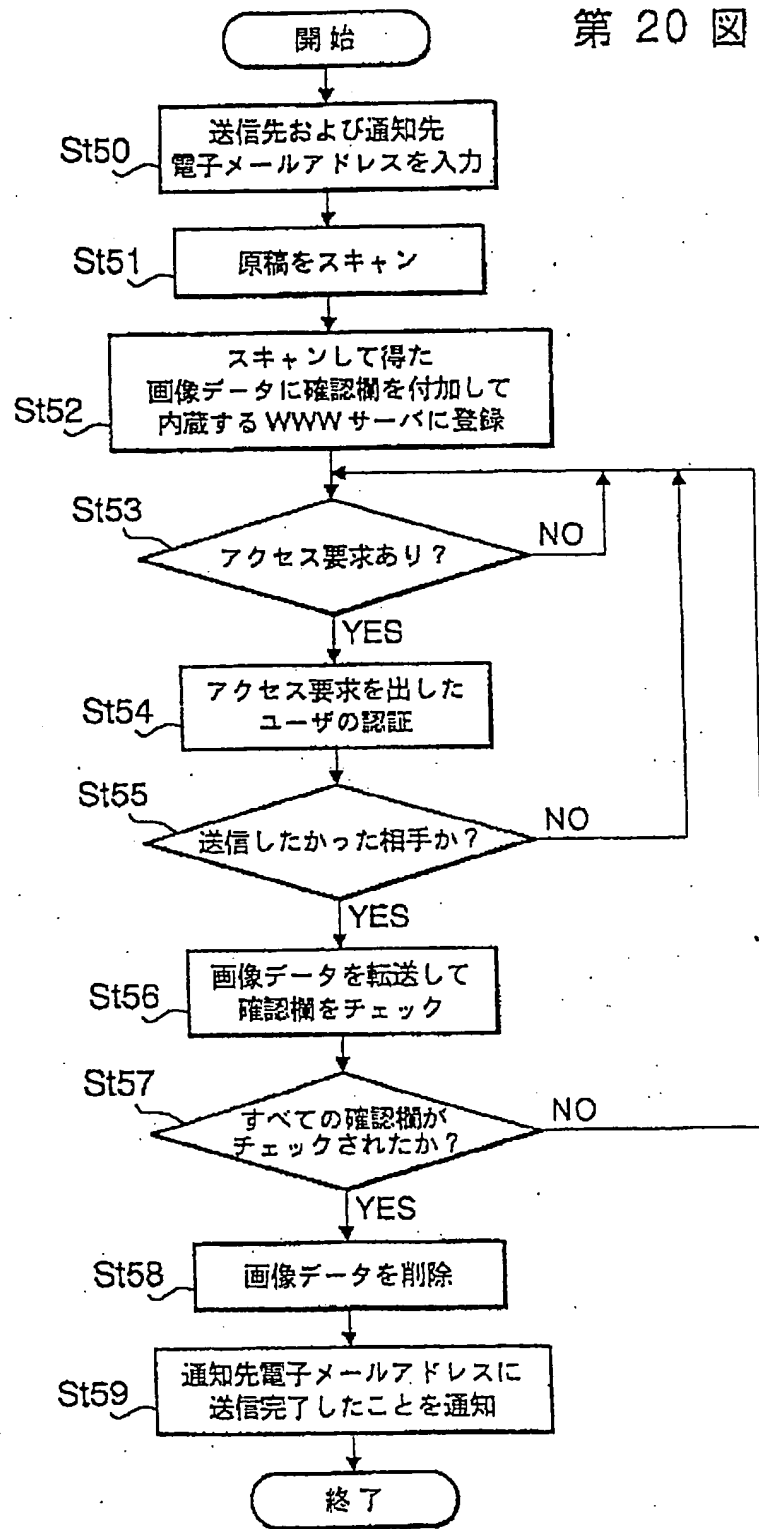 第 20 図
開始
St50
送信先および通知先
電子メールアドレスを入力
St51
原稿をスキャン
St52
スキャンして得た
画像データに確認欄を付加して
内蔵するWWWサーバに登録
St53
アクセス要求あり?
NO
YES
St54
アクセス要求を出した
ユーザの認証
St55
送信したかった相手か?
NO
YES
St56
画像データを転送して
確認欄をチェック
St57
すべての確認欄が
チェックされたか?
NO
YES
St58
画像データを削除
St59
通知先電子メールアドレスに
送信完了したことを通知
終了